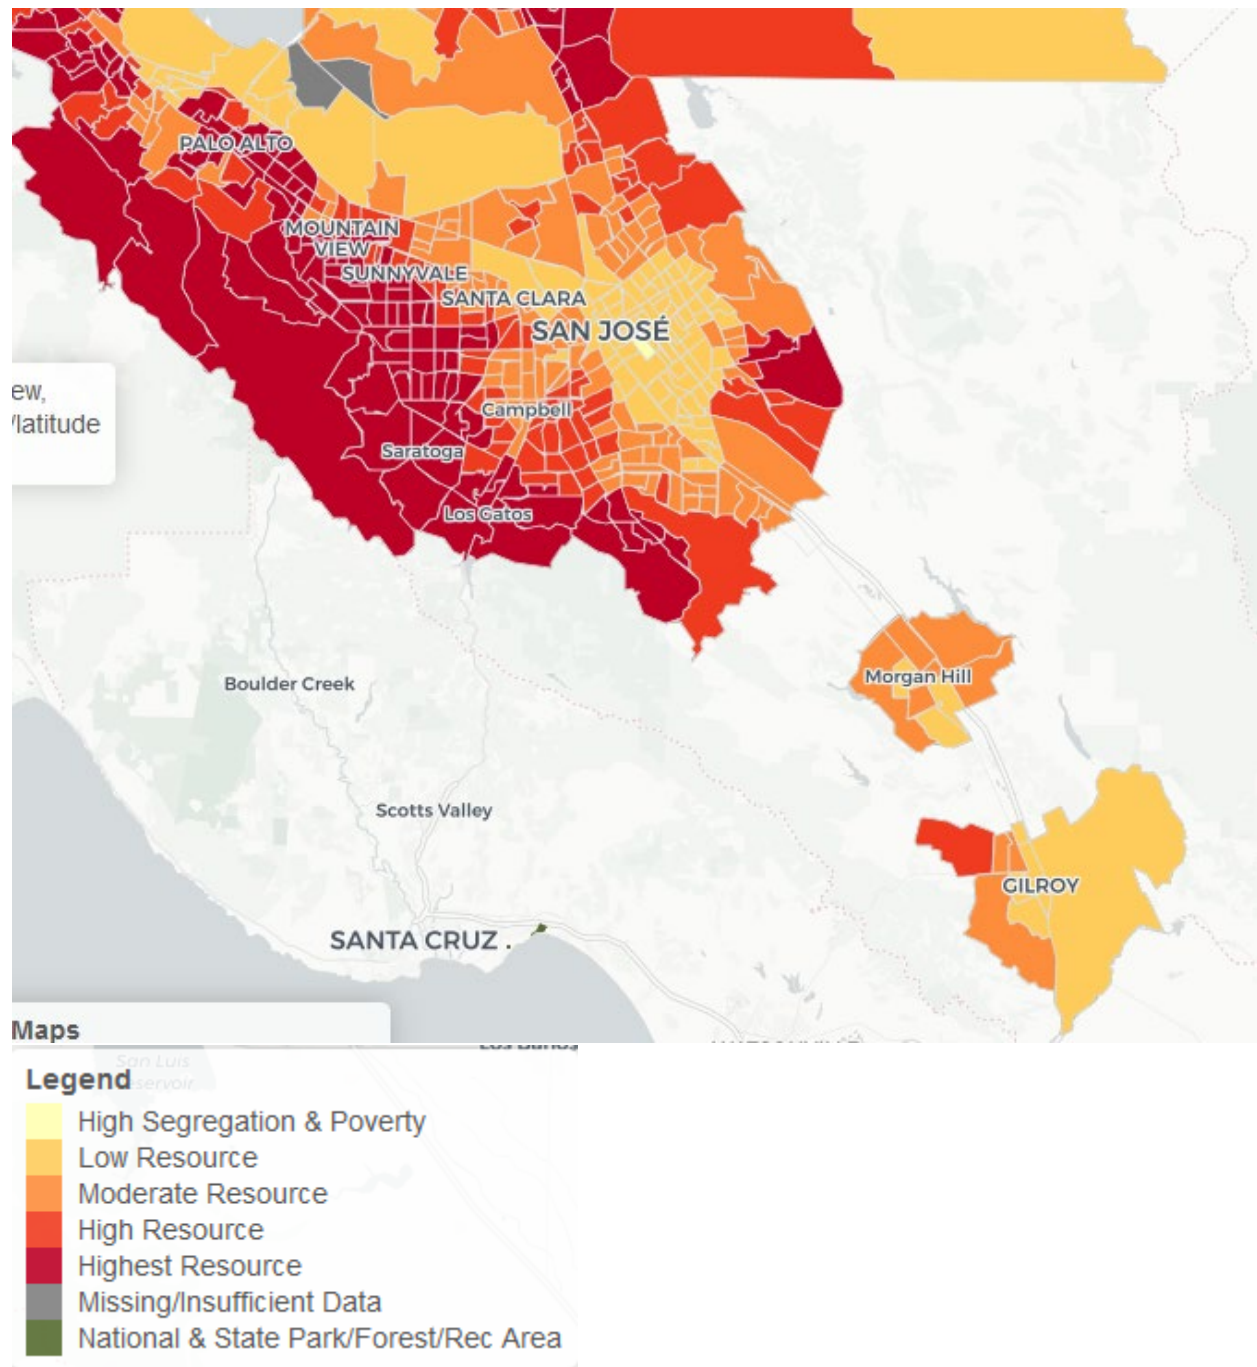 PALO ALTO
MOUNTAIN
VIEW
SUNNYVALE
SANTA CLARA
SAN JOSÉ
ew,
/latitude
Campbell
Saratoga
Los Gatos
Boulder Creek
Morgan Hill
Scotts Valley
GILROY
SANTA CRUZ
Maps
San Luis
Legend
High Segregation & Poverty
Low Resource
Moderate Resource
High Resource
Highest Resource
Missing/Insufficient Data
National & State Park/Forest/Rec Area